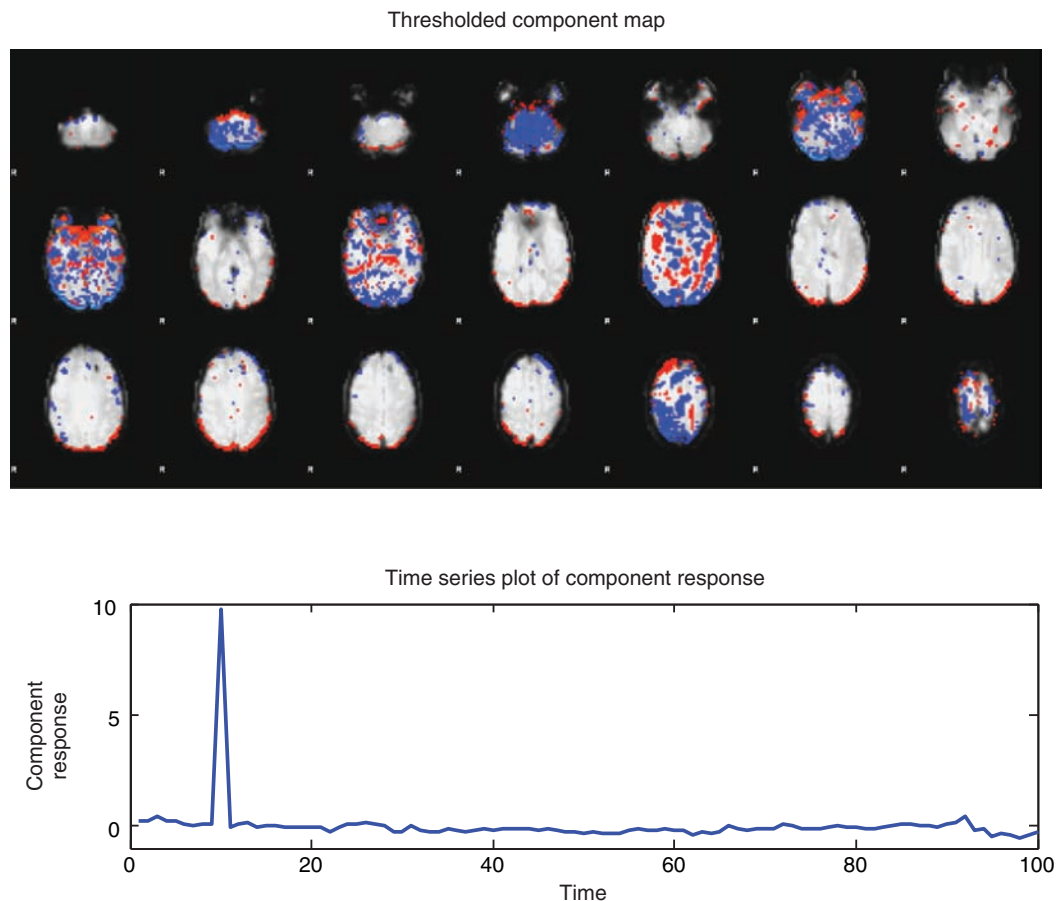 Thresholded component map
R R R R R R R
R R R R R R R
R R R R R R R
Time series plot of component response
Component
response
10
5
0
0 20 40 60 80 100
Time